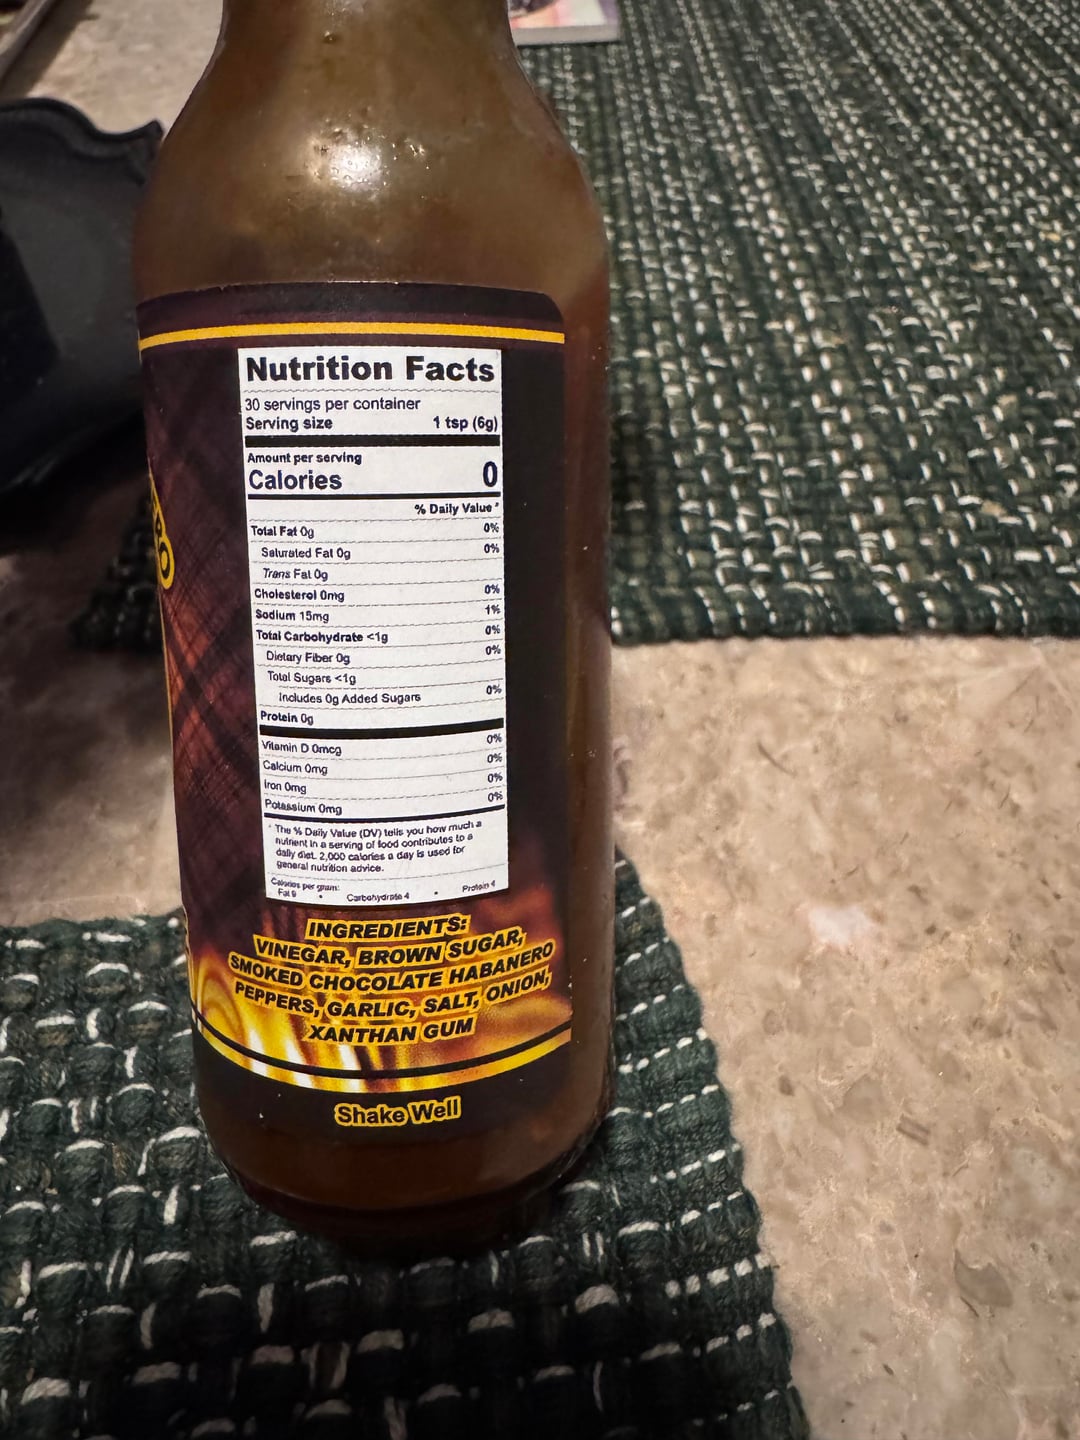 Nutrition Facts
30 servings per container
Serving size 1 tsp (6g)
Amount per serving
Calories 0
% Daily Value *
Total Fat 0g 0%
Saturated Fat 0g 0%
Trans Fat 0g
Cholesterol 0mg 0%
Sodium 15mg 1%
Total Carbohydrate <1g 0%
Dietary Fiber 0g 0%
Total Sugars <1g
Includes 0g Added Sugars 0%
Protein 0g
Vitamin D 0mcg 0%
Calcium 0mg 0%
Iron 0mg 0%
Potassium 0mg 0%
* The % Daily Value (DV) tells you how much a
nutrient in a serving of food contributes to a
daily diet. 2,000 calories a day is used for
general nutrition advice.
Calories per gram:
Fat 9 • Carbohydrate 4 • Protein 4
INGREDIENTS:
VINEGAR, BROWN SUGAR,
SMOKED CHOCOLATE HABANERO
PEPPERS, GARLIC, SALT, ONION,
XANTHAN GUM
Shake Well